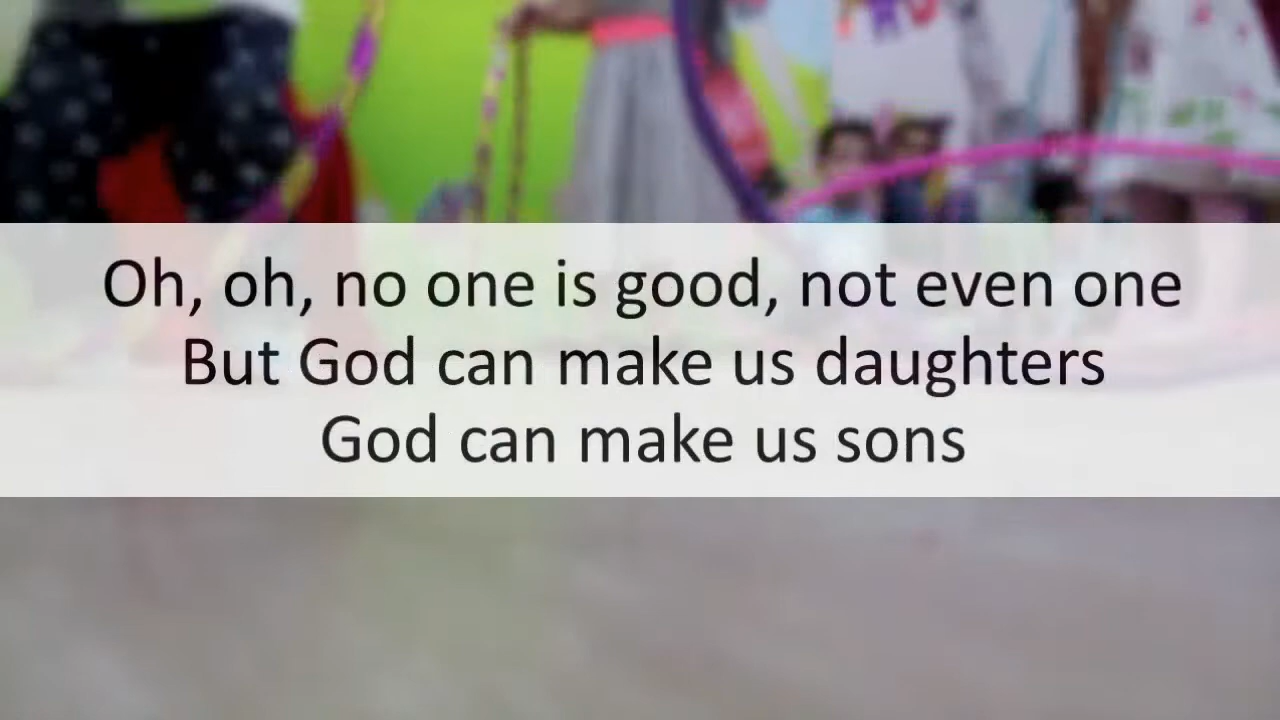 Oh, oh, no one is good, not even one
But God can make us daughters
God can make us sons